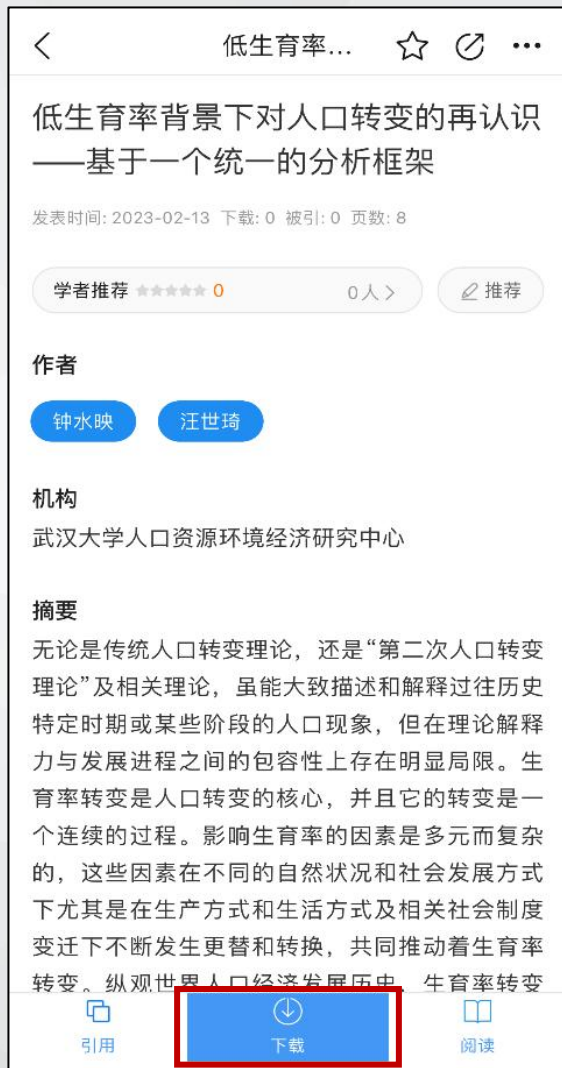 低生育率...
低生育率背景下对人口转变的再认识
——基于一个统一的分析框架
发表时间: 2023-02-13 下载: 0 被引: 0 页数: 8
学者推荐 0 0人 推荐
作者
钟水映 汪世琦
机构
武汉大学人口资源环境经济研究中心
摘要
无论是传统人口转变理论，还是“第二次人口转变
理论”及相关理论，虽能大致描述和解释过往历史
特定时期或某些阶段的人口现象，但在理论解释
力与发展进程之间的包容性上存在明显局限。生
育率转变是人口转变的核心，并且它的转变是一
个连续的过程。影响生育率的因素是多元而复杂
的，这些因素在不同的自然状况和社会发展方式
下尤其是在生产方式和生活方式及相关社会制度
变迁下不断发生更替和转换，共同推动着生育率
转变。纵观世界人口经济发展历史，生育率转变
引用 下载 阅读